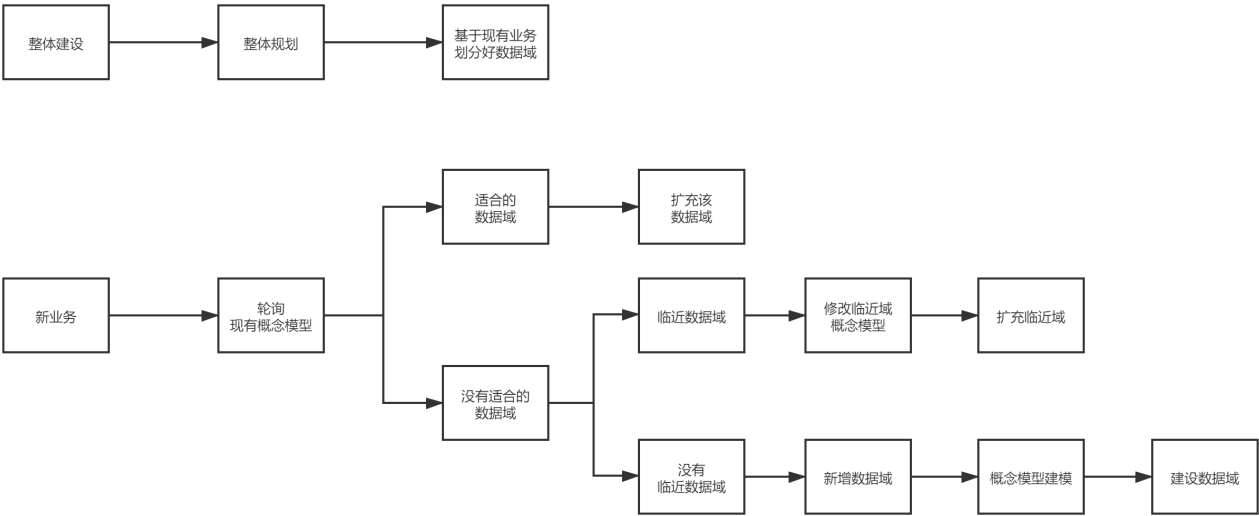 整体建设
整体规划
基于现有业务
划分好数据域
适合的
数据域
扩充该
数据域
新业务
轮询
现有概念模型
临近数据域
修改临近域
概念模型
扩充临近域
没有适合的
数据域
没有
临近数据域
新增数据域
概念模型建模
建设数据域